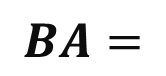 BA =